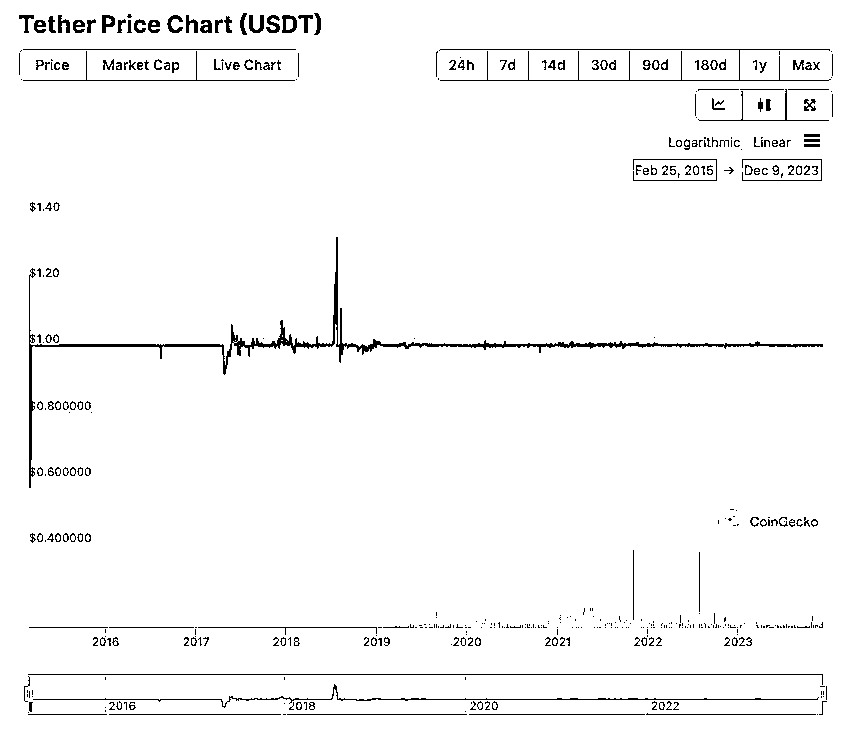 Tether Price Chart (USDT)
Price Market Cap Live Chart 24h 7d 14d 30d 90d 180d 1y Max
Logarithmic Linear
Feb 25, 2015 → Dec 9, 2023
$1.40
$1.20
$1.00
$0.800000
$0.600000
CoinGecko
$0.400000
2016 2017 2018 2019 2020 2021 2022 2023
2016 2018 2020 2022